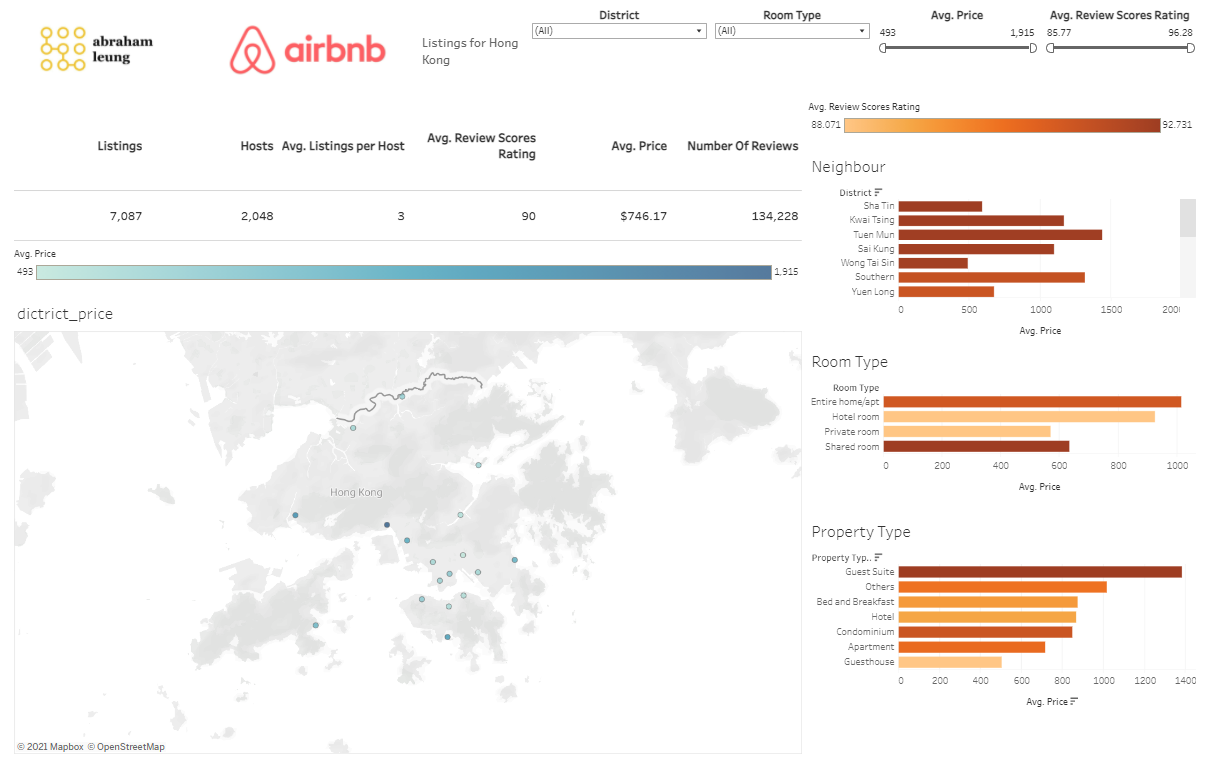 abraham
leung
airbnb
Listings for Hong
Kong
District
(All)
Room Type
(All)
Avg. Price
493 1,915
Avg. Review Scores Rating
85.77 96.28
Listings Hosts Avg. Listings per Host Avg. Review Scores Rating Avg. Price Number Of Reviews
7,087 2,048 3 90 $746.17 134,228
Avg. Price
493 1,915
dictrict_price
Hong Kong
© 2021 Mapbox © OpenStreetMap
Avg. Review Scores Rating
88.071 92.731
Neighbour
District
Sha Tin
Kwai Tsing
Tuen Mun
Sai Kung
Wong Tai Sin
Southern
Yuen Long
0 500 1000 1500
Avg. Price
Room Type
Room Type
Entire home/apt
Hotel room
Private room
Shared room
0 200 400 600 800 1000
Avg. Price
Property Type
Property Typ..
Guest Suite
Others
Bed and Breakfast
Hotel
Condominium
Apartment
Guesthouse
0 200 400 600 800 1000 1200 1400
Avg. Price